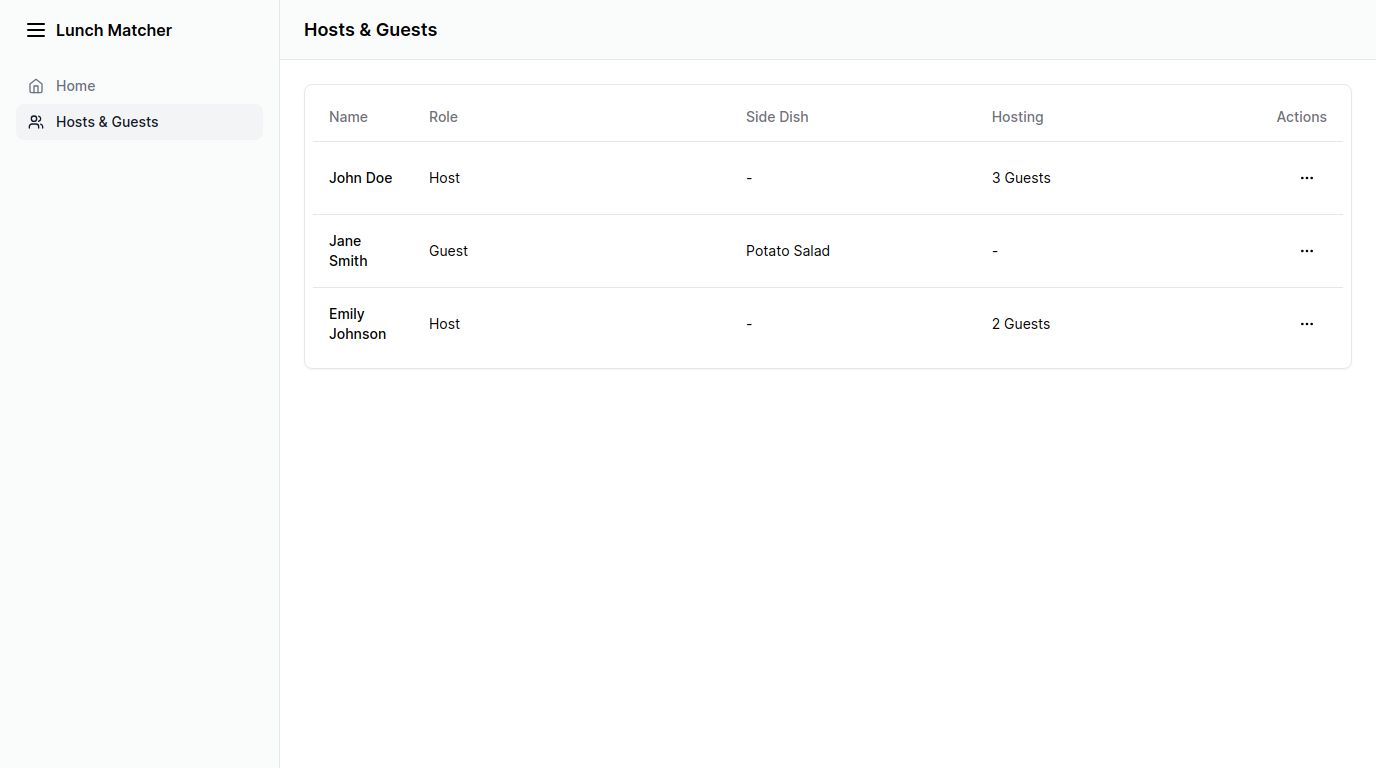 Lunch Matcher
Hosts & Guests
Home
Hosts & Guests
Name Role Side Dish Hosting Actions
John Doe Host - 3 Guests
Jane
Smith
Guest Potato Salad -
Emily
Johnson
Host - 2 Guests